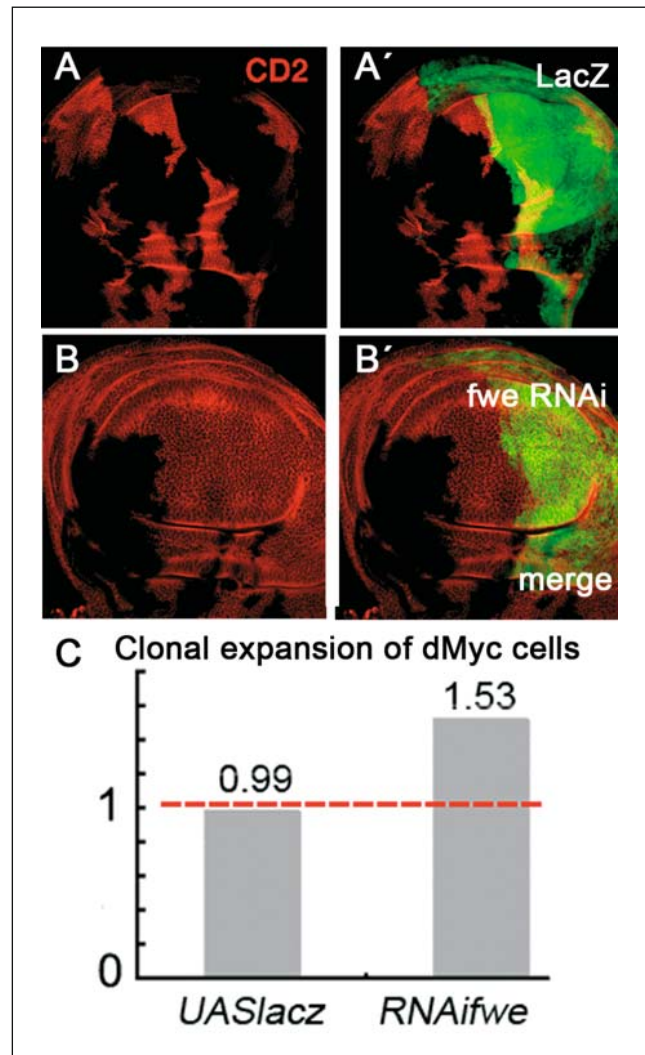 A CD2
A´ LacZ
B
B´ fwe RNAi
merge
C Clonal expansion of dMyc cells
1.53
0.99
1
0
UASlacz RNAifwe